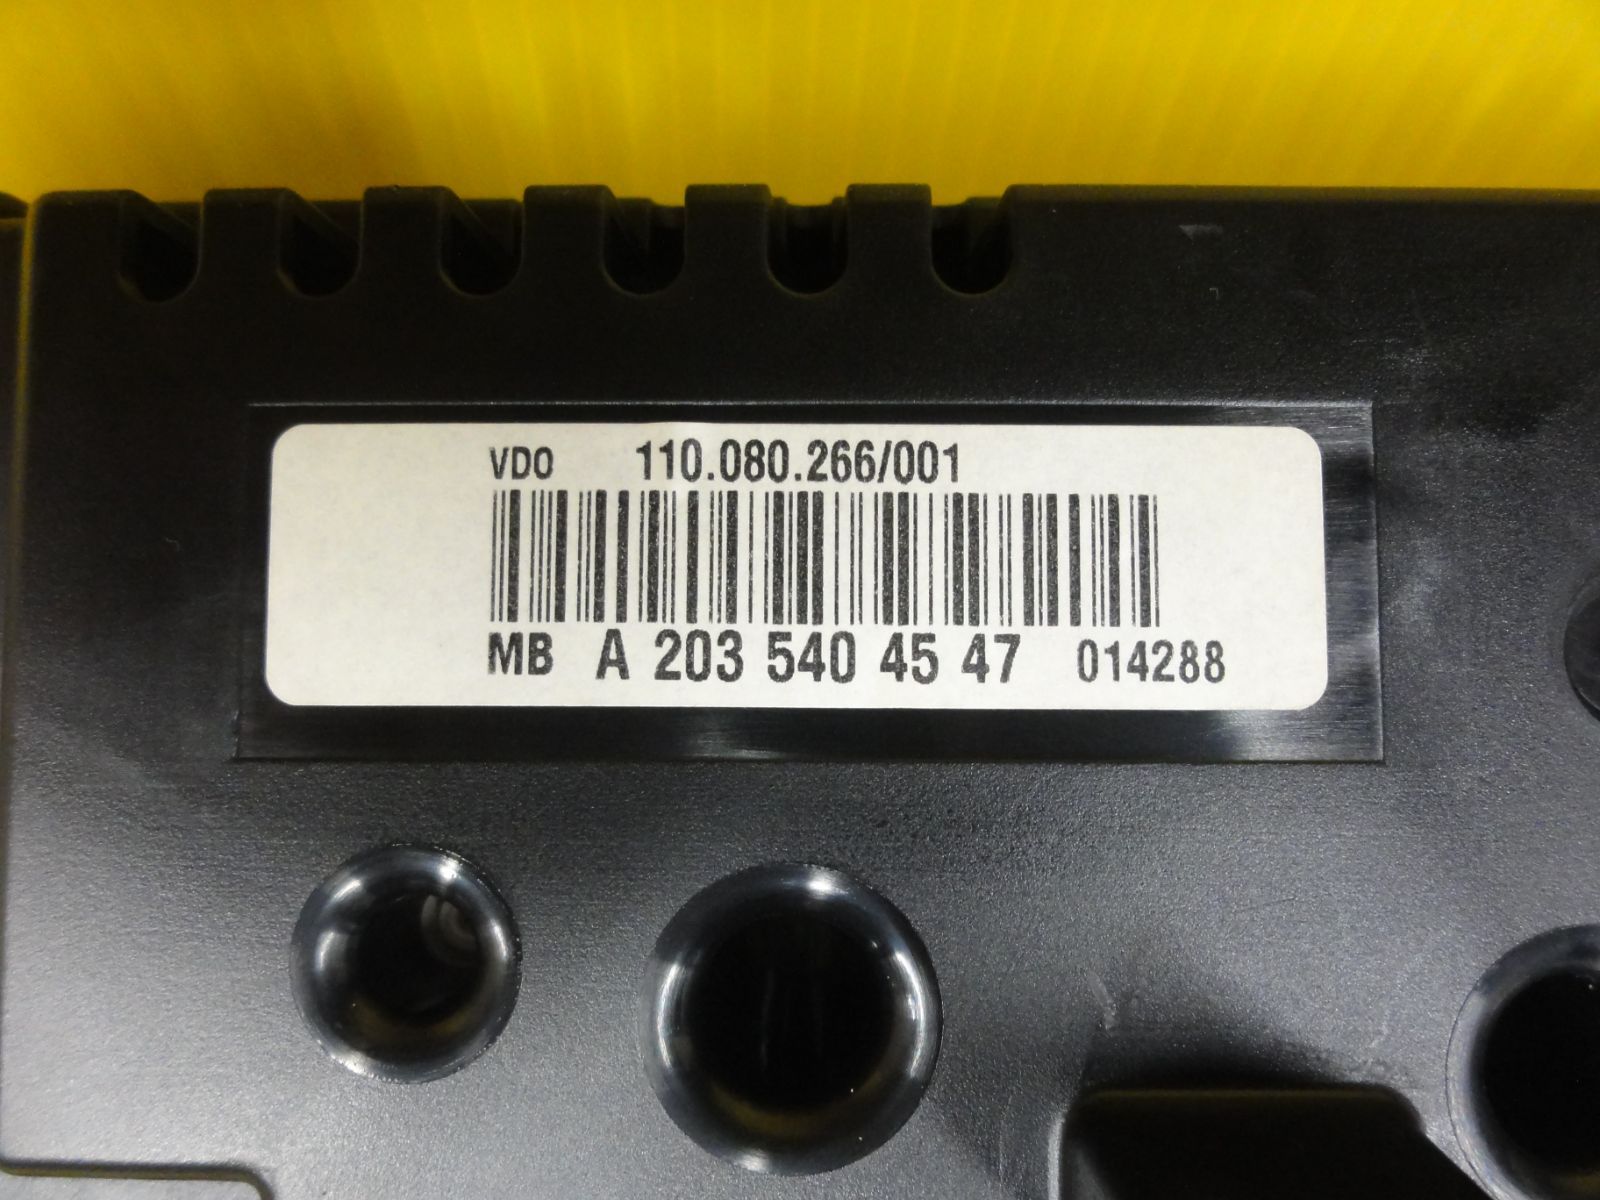 VDO 110.080.266/001
MB A 203 540 45 47 014288